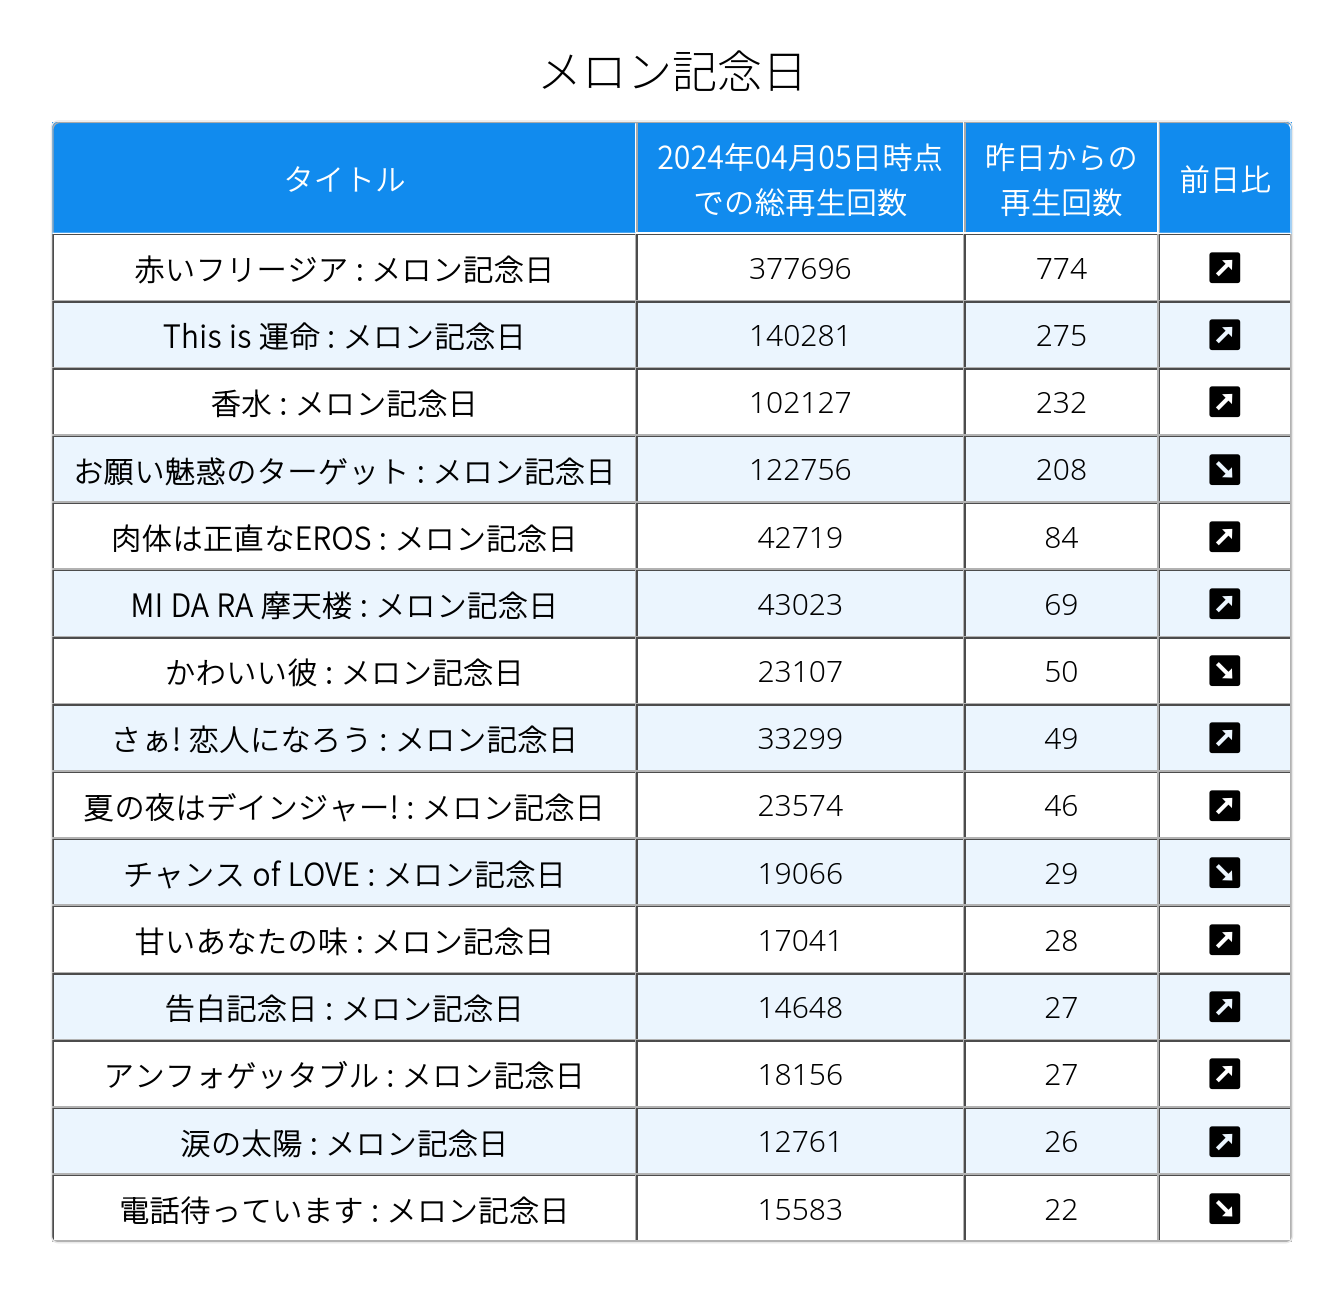 メロン記念日
タイトル 2024年04月05日時点での総再生回数 昨日からの再生回数 前日比
赤いフリージア : メロン記念日 377696 774 ↗
This is 運命 : メロン記念日 140281 275 ↗
香水 : メロン記念日 102127 232 ↗
お願い魅惑のターゲット : メロン記念日 122756 208 ↘
肉体は正直なEROS : メロン記念日 42719 84 ↗
MI DA RA 摩天楼 : メロン記念日 43023 69 ↗
かわいい彼 : メロン記念日 23107 50 ↘
さぁ! 恋人になろう : メロン記念日 33299 49 ↗
夏の夜はデインジャー! : メロン記念日 23574 46 ↗
チャンス of LOVE : メロン記念日 19066 29 ↘
甘いあなたの味 : メロン記念日 17041 28 ↗
告白記念日 : メロン記念日 14648 27 ↗
アンフォゲッタブル : メロン記念日 18156 27 ↗
涙の太陽 : メロン記念日 12761 26 ↗
電話待っています : メロン記念日 15583 22 ↘